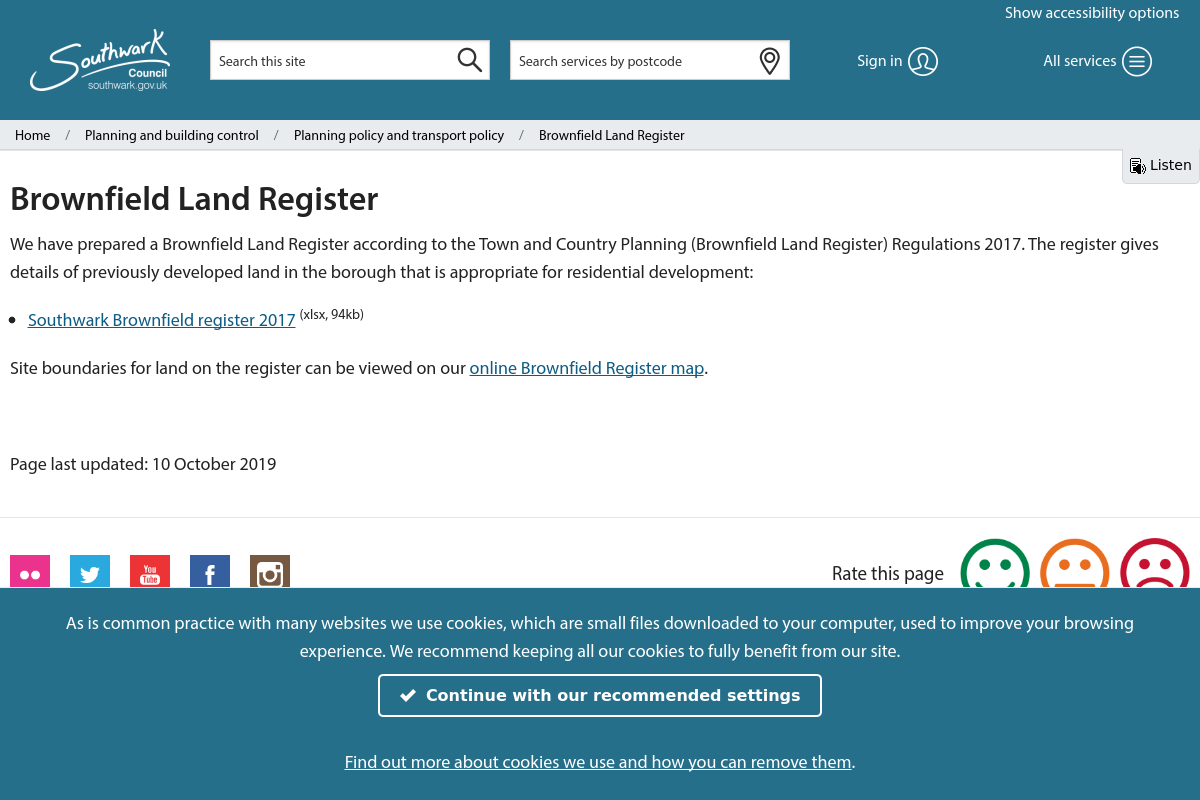 Show accessibility options
Southwark
Council
southwark.gov.uk
Search this site
Search services by postcode
Sign in
All services
Home / Planning and building control / Planning policy and transport policy / Brownfield Land Register
Listen
Brownfield Land Register
We have prepared a Brownfield Land Register according to the Town and Country Planning (Brownfield Land Register) Regulations 2017. The register gives
details of previously developed land in the borough that is appropriate for residential development:
Southwark Brownfield register 2017 (xlsx, 94kb)
Site boundaries for land on the register can be viewed on our online Brownfield Register map.
Page last updated: 10 October 2019
You
Tube
f
Rate this page
As is common practice with many websites we use cookies, which are small files downloaded to your computer, used to improve your browsing
experience. We recommend keeping all our cookies to fully benefit from our site.
Continue with our recommended settings
Find out more about cookies we use and how you can remove them.